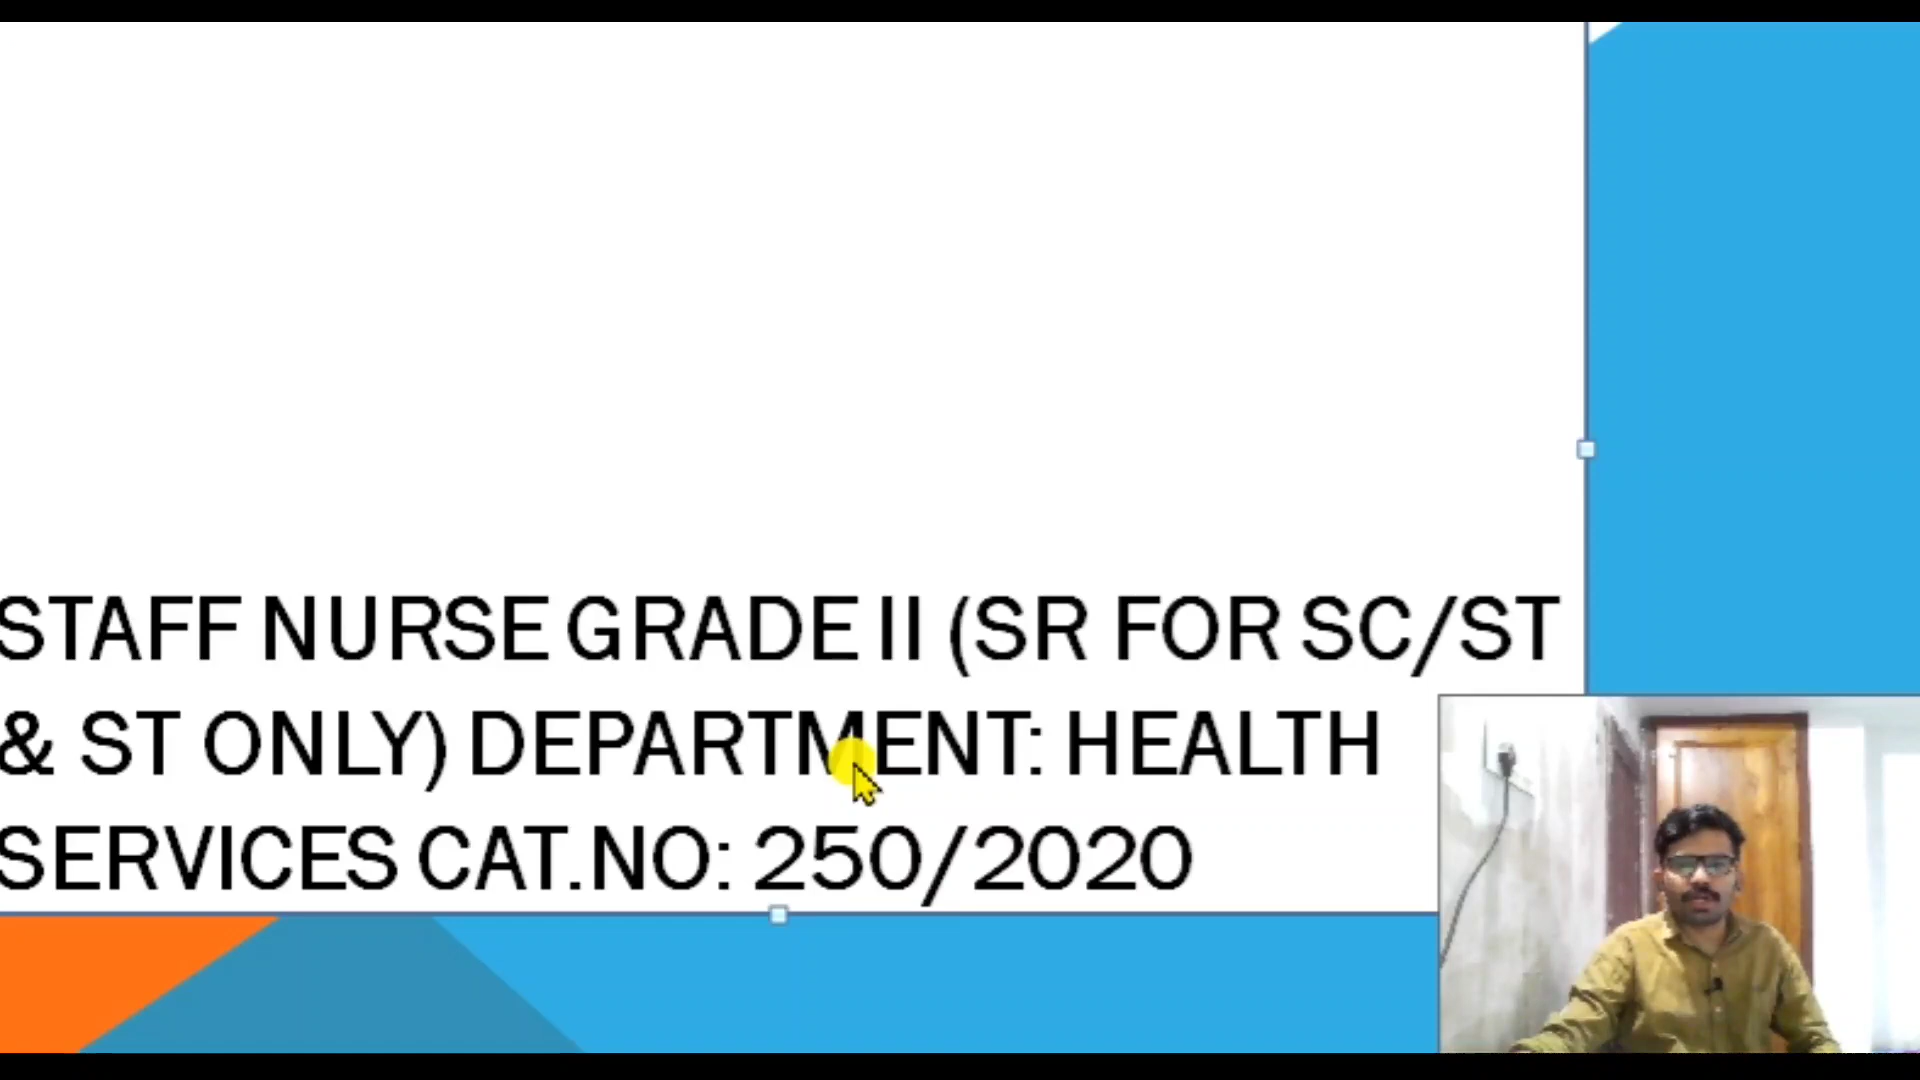 STAFF NURSE GRADE II (SR FOR SC/ST
& ST ONLY) DEPARTMENT: HEALTH
SERVICES CAT.NO: 250/2020